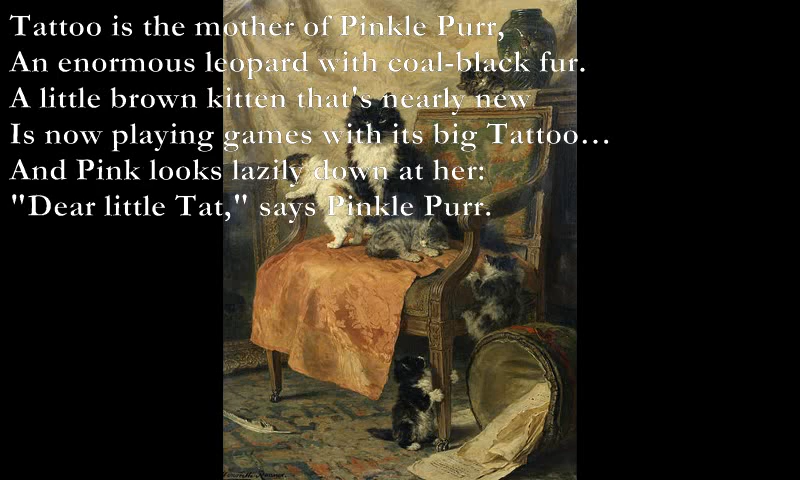 Tattoo is the mother of Pinkle Purr,
An enormous leopard with coal-black fur.
A little brown kitten that's nearly new
Is now playing games with its big Tattoo...
And Pink looks lazily down at her:
"Dear little Tat," says Pinkle Purr.